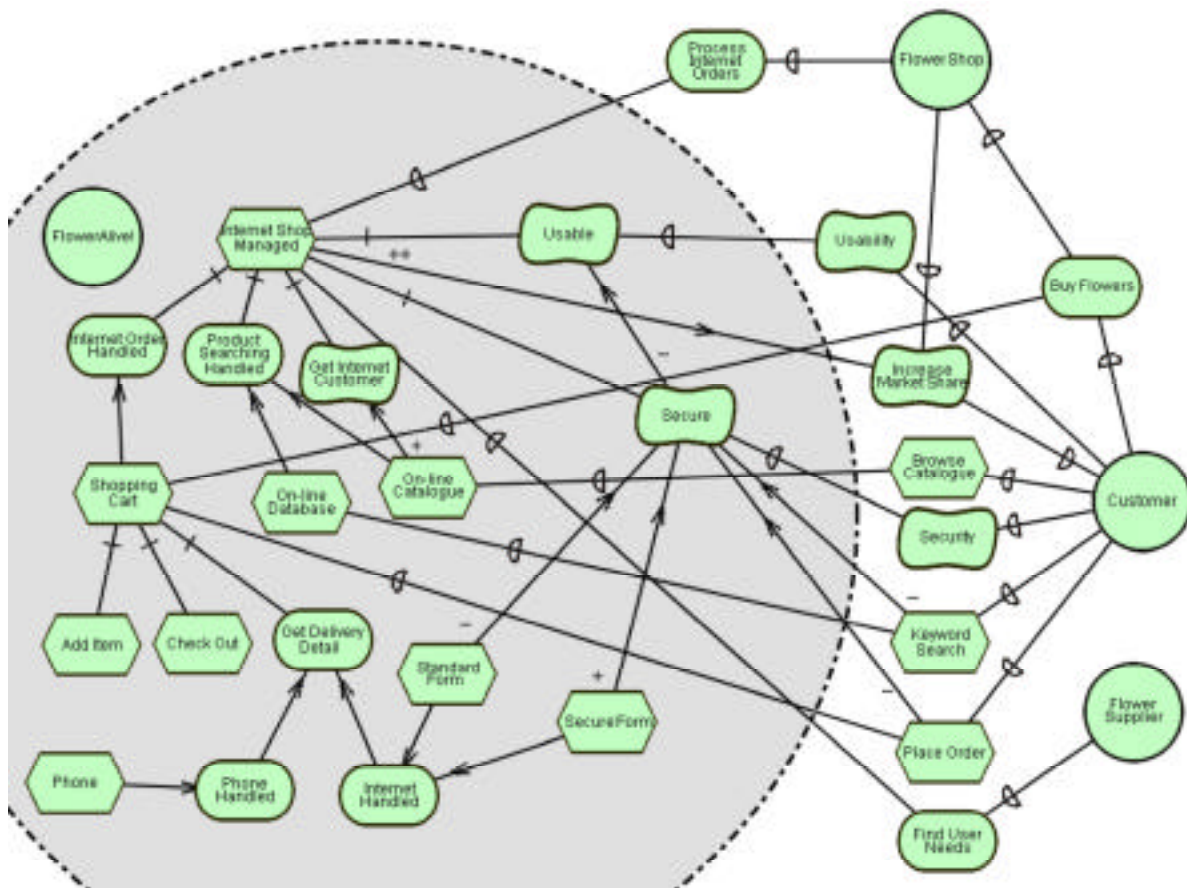 Process
Internet
Orders
Flower Shop
FlowerAlive!
Internet Shop
Managed
++
Usable
Usability
Buy Flowers
Internet Order
Handled
Product
Searching
Handled
Get Internet
Customer
-
Increase
Market Share
Secure
+
Shopping
Cart
On-line
Database
On-line
Catalogue
Browse
Catalogue
Customer
Security
-
Add Item
Check Out
Get Delivery
Detail
-
Standard
Form
Keyword
Search
+
Secure Form
-
Place Order
Flower
Supplier
Phone
Phone
Handled
Internet
Handled
Find User
Needs